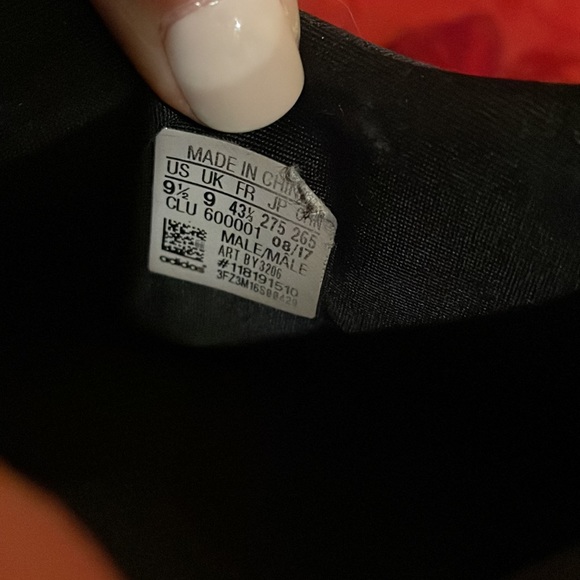 MADE IN CHINA
US UK FR JP CHN
9½ 9 43⅓ 275 265
CLU 600001 08/17
MALE/MÂLE
ART BY3206
#118191510
adidas